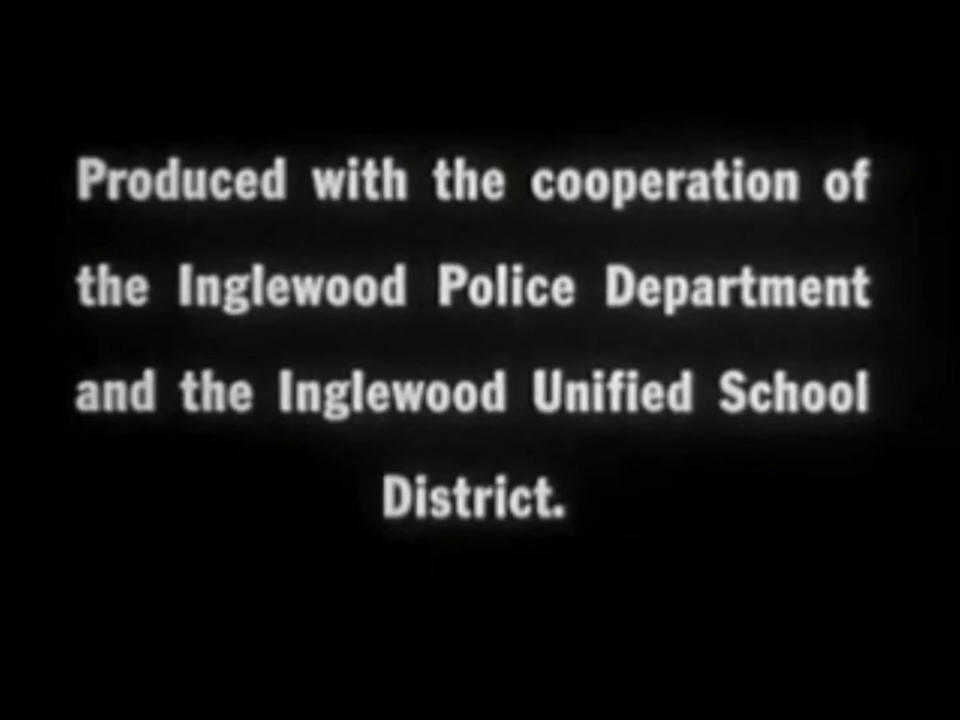 Produced with the cooperation of
the Inglewood Police Department
and the Inglewood Unified School
District.